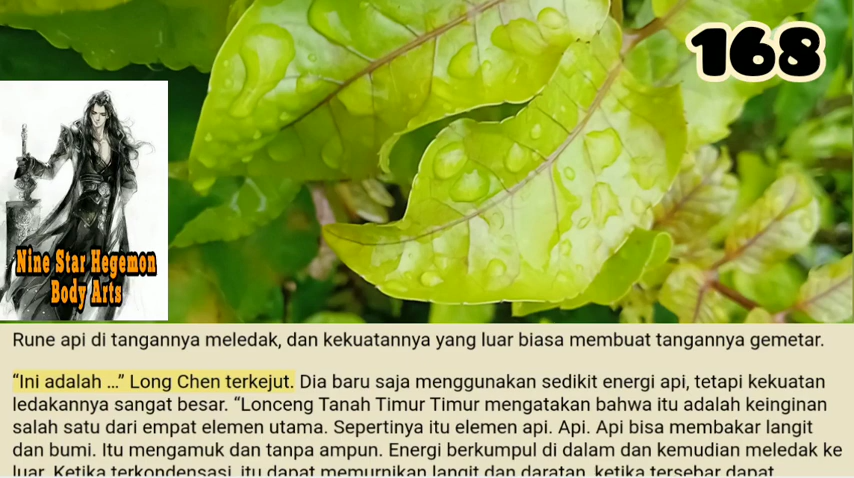 168
Nine Star Hegemon
Body Arts
Rune api di tangannya meledak, dan kekuatannya yang luar biasa membuat tangannya gemetar.
“Ini adalah ...” Long Chen terkejut. Dia baru saja menggunakan sedikit energi api, tetapi kekuatan
ledakannya sangat besar. “Lonceng Tanah Timur Timur mengatakan bahwa itu adalah keinginan
salah satu dari empat elemen utama. Sepertinya itu elemen api. Api. Api bisa membakar langit
dan bumi. Itu mengamuk dan tanpa ampun. Energi berkumpul di dalam dan kemudian meledak ke
luar. Ketika terkondensasi, itu dapat memurnikan langit dan daratan, ketika tersebar dapat